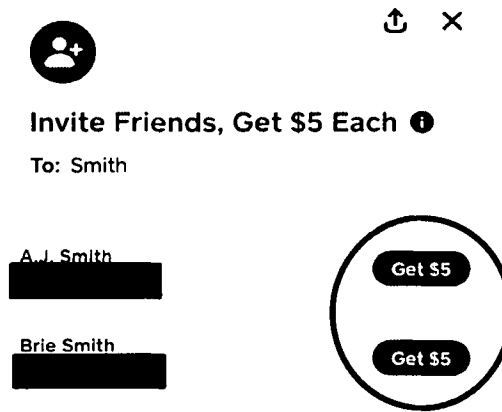 Invite Friends, Get $5 Each
To: Smith
A.J. Smith
Get $5
Brie Smith
Get $5